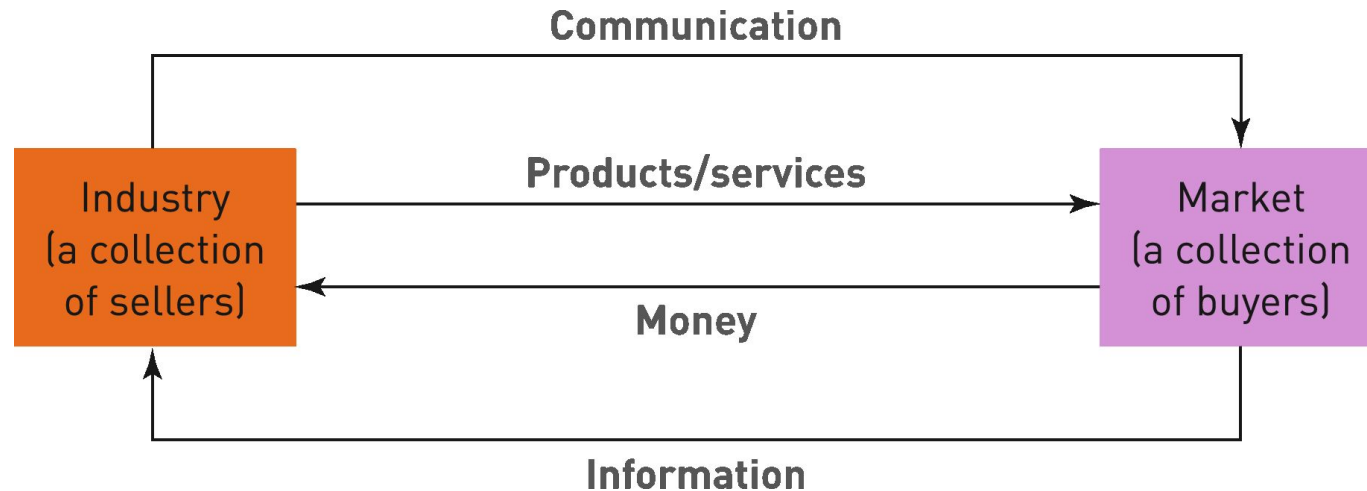 Communication
Products/services
Industry
(a collection
of sellers)
Market
(a collection
of buyers)
Money
Information